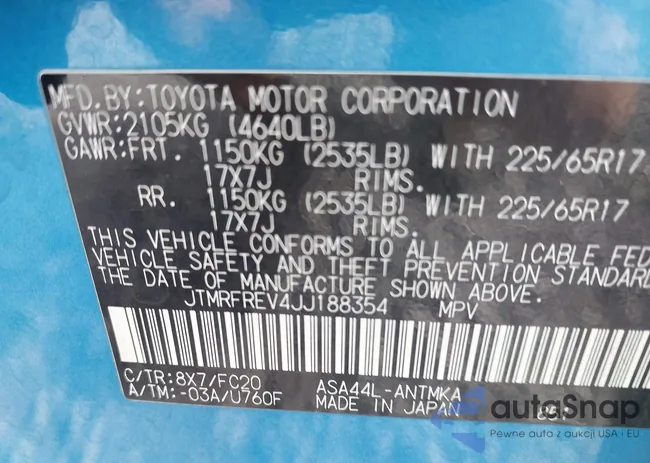 MFD.BY:TOYOTA MOTOR CORPORATION
GVWR:2105KG (4640LB)
GAWR:FRT. 1150KG (2535LB) WITH 225/65R17
17X7J RIMS.
RR. 1150KG (2535LB) WITH 225/65R17
17X7J RIMS.
THIS VEHICLE CONFORMS TO ALL APPLICABLE FED
VEHICLE SAFETY AND THEFT PREVENTION STANDAR
THE DATE OF MANUFACTURE SHOWN ABOVE.
JTMRFREV4JJ188354 MPV
C/TR:8X7/FC20 ASA44L-ANTMKA
A/TM:-03A/U760F MADE IN JAPAN
autoSnap
Pewne auto z aukcji USA i EU